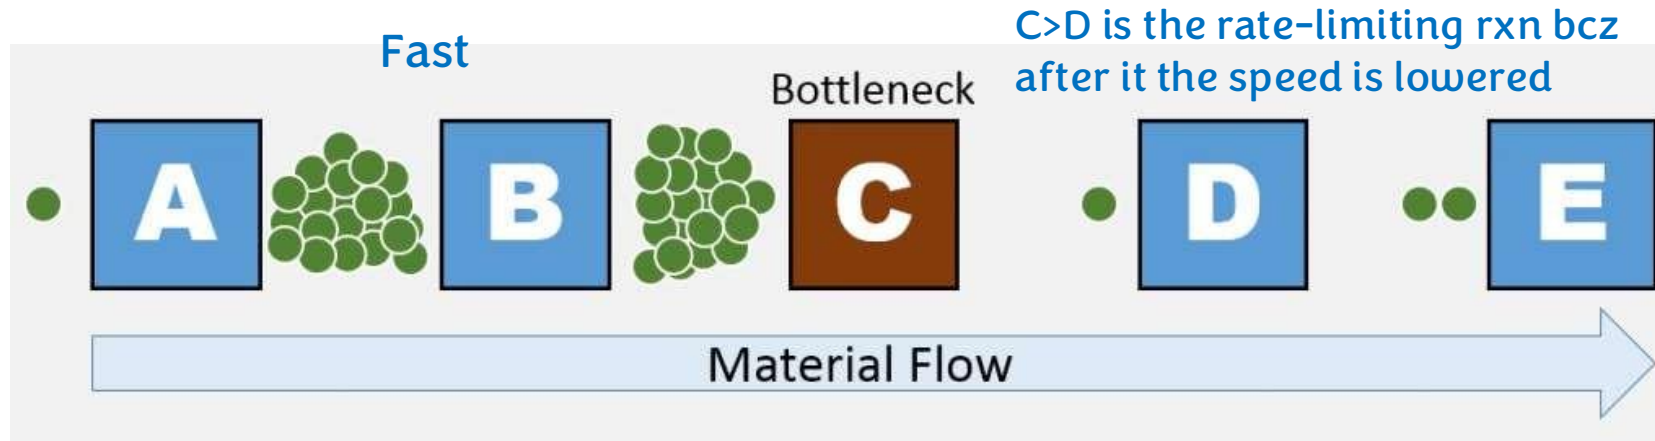 C>D is the rate-limiting rxn bcz
after it the speed is lowered
Fast
Bottleneck
A
B
C
D
E
Material Flow